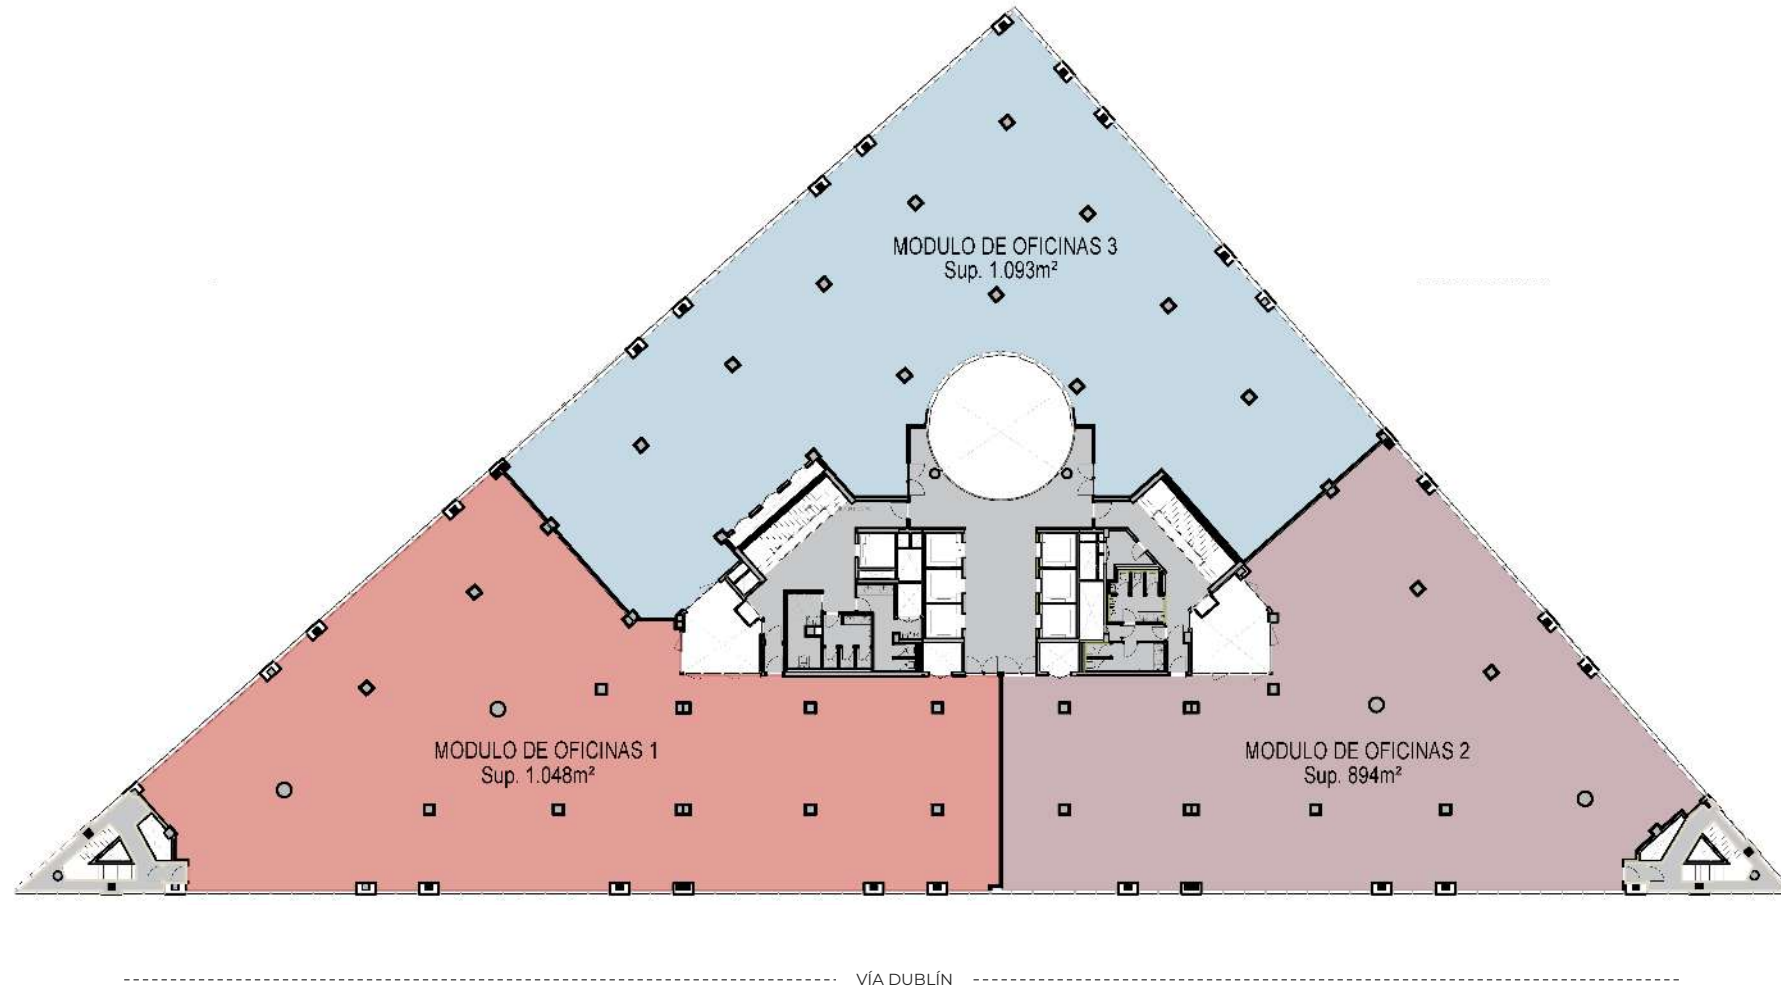 MODULO DE OFICINAS 3
Sup. 1.093m²
MODULO DE OFICINAS 1
Sup. 1.048m²
MODULO DE OFICINAS 2
Sup. 894m²
VÍA DUBLÍN